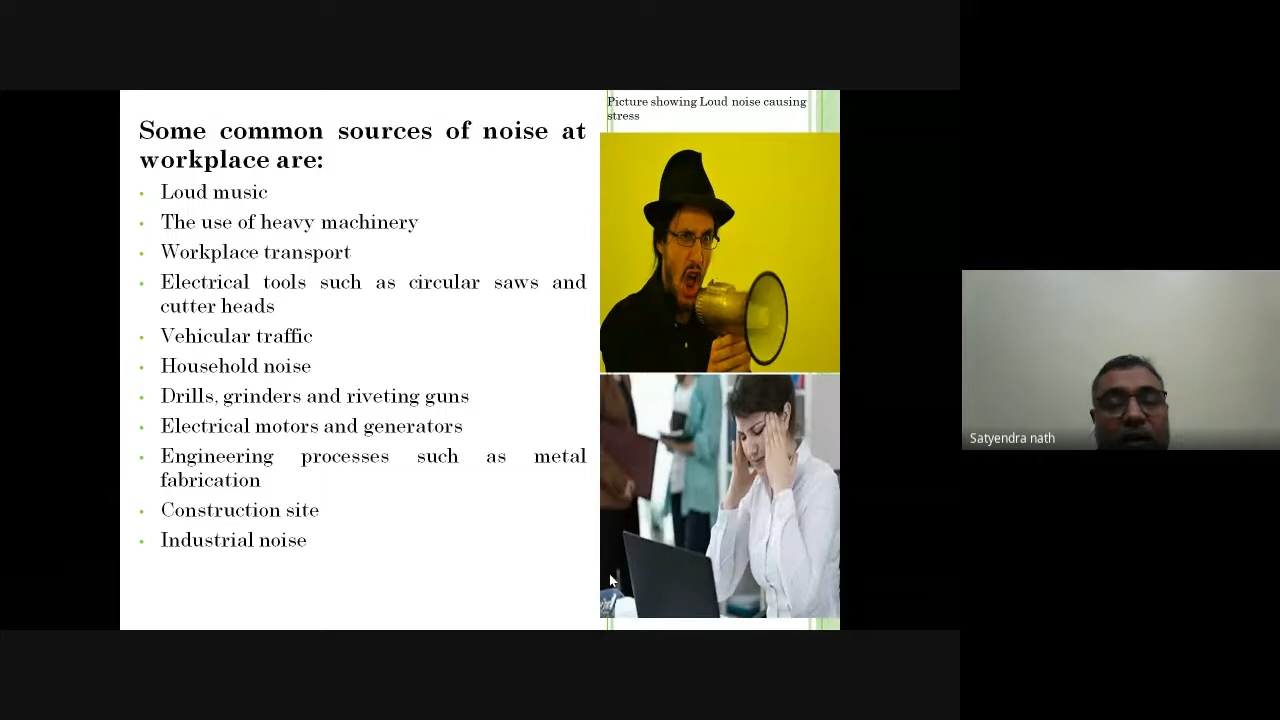 Picture showing Loud noise causing
stress
Some common sources of noise at
workplace are:
• Loud music
• The use of heavy machinery
• Workplace transport
• Electrical tools such as circular saws and
cutter heads
• Vehicular traffic
• Household noise
• Drills, grinders and riveting guns
• Electrical motors and generators
• Engineering processes such as metal
fabrication
• Construction site
• Industrial noise
Satyendra nath